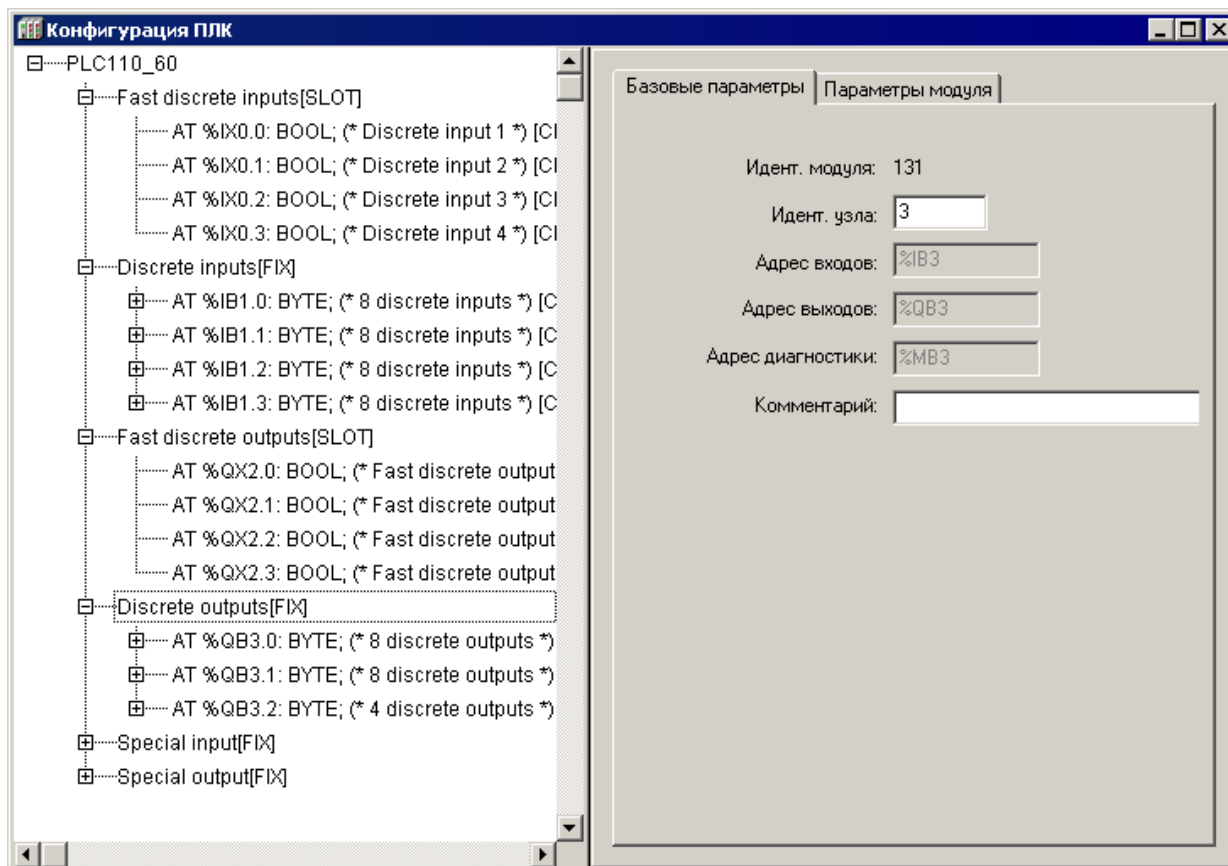 Конфигурация ПЛК
PLC110_60
Fast discrete inputs[SLOT]
AT %IX0.0: BOOL; (* Discrete input 1 *) [CI
AT %IX0.1: BOOL; (* Discrete input 2 *) [CI
AT %IX0.2: BOOL; (* Discrete input 3 *) [CI
AT %IX0.3: BOOL; (* Discrete input 4 *) [CI
Discrete inputs[FIX]
AT %IB1.0: BYTE; (* 8 discrete inputs *) [C
AT %IB1.1: BYTE; (* 8 discrete inputs *) [C
AT %IB1.2: BYTE; (* 8 discrete inputs *) [C
AT %IB1.3: BYTE; (* 8 discrete inputs *) [C
Fast discrete outputs[SLOT]
AT %QX2.0: BOOL; (* Fast discrete output
AT %QX2.1: BOOL; (* Fast discrete output
AT %QX2.2: BOOL; (* Fast discrete output
AT %QX2.3: BOOL; (* Fast discrete output
Discrete outputs[FIX]
AT %QB3.0: BYTE; (* 8 discrete outputs *)
AT %QB3.1: BYTE; (* 8 discrete outputs *)
AT %QB3.2: BYTE; (* 4 discrete outputs *)
Special input[FIX]
Special output[FIX]
Базовые параметры Параметры модуля
Идент. модуля: 131
Идент. узла: 3
Адрес входов: %IB3
Адрес выходов: %QB3
Адрес диагностики: %MB3
Комментарий: